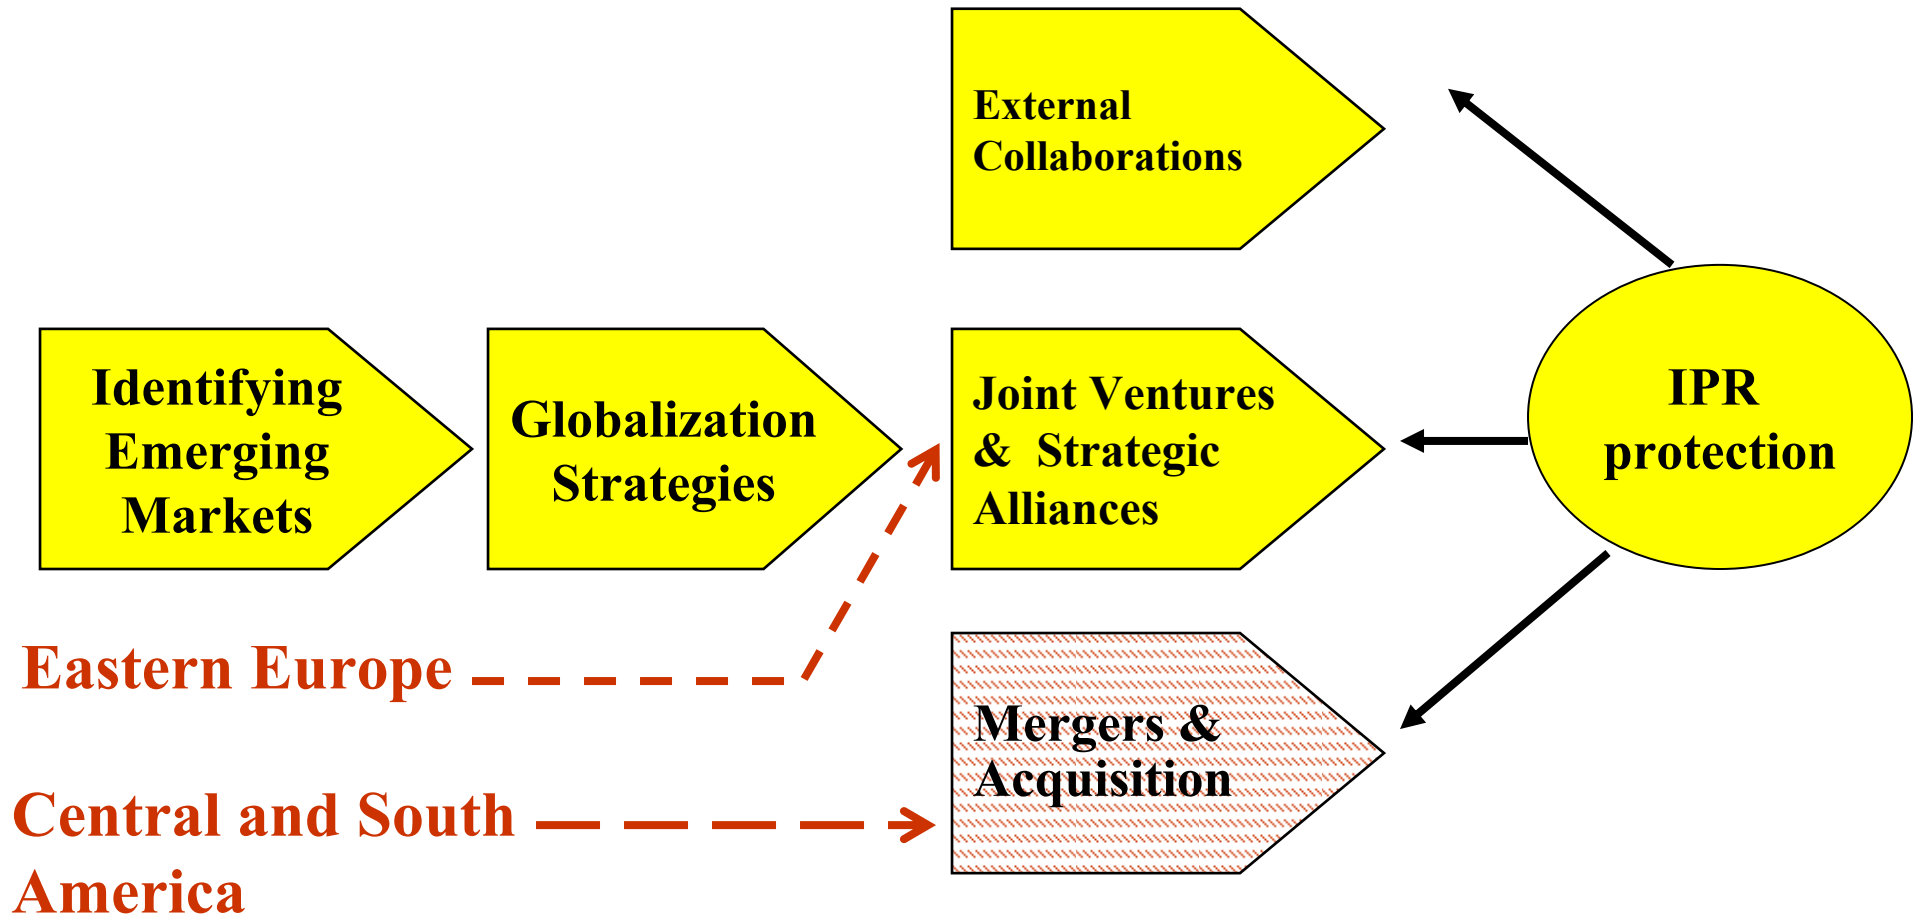 External
Collaborations
Identifying
Emerging
Markets
Globalization
Strategies
Joint Ventures
& Strategic
Alliances
IPR
protection
Eastern Europe
Mergers &
Acquisition
Central and South
America